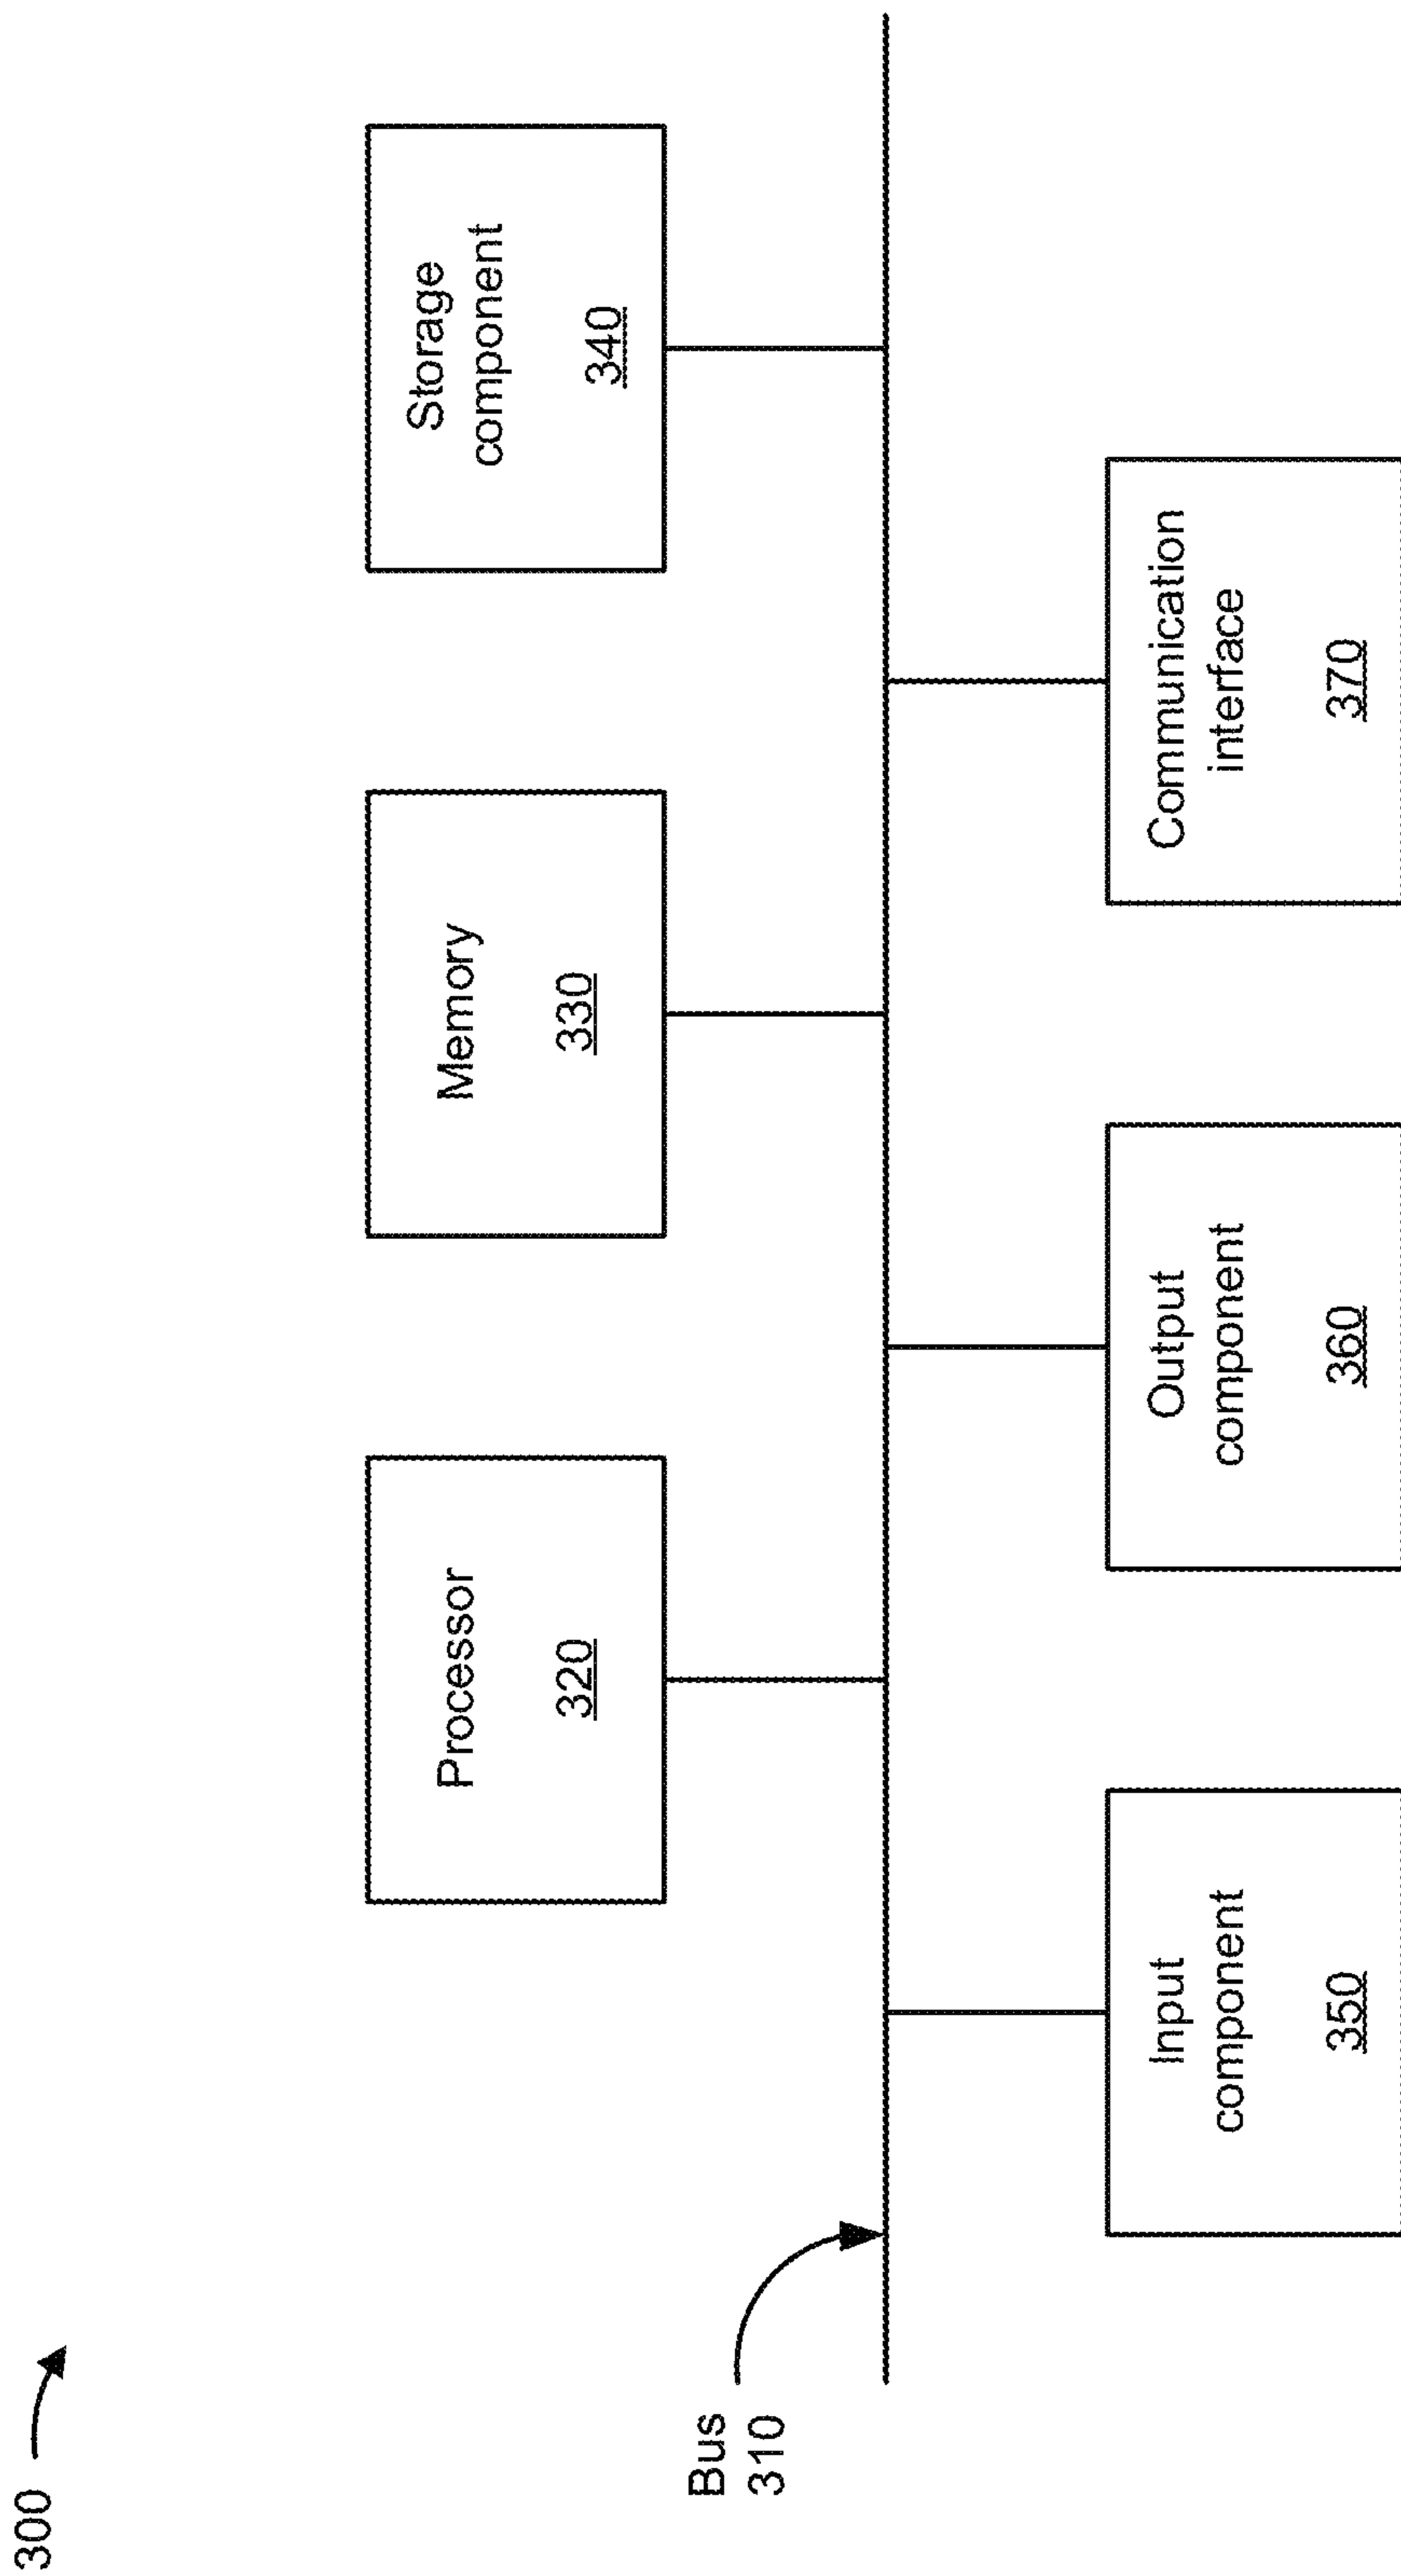 300
Processor
320
Memory
330
Storage
component
340
Bus
310
Input
component
350
Output
component
360
Communication
interface
370